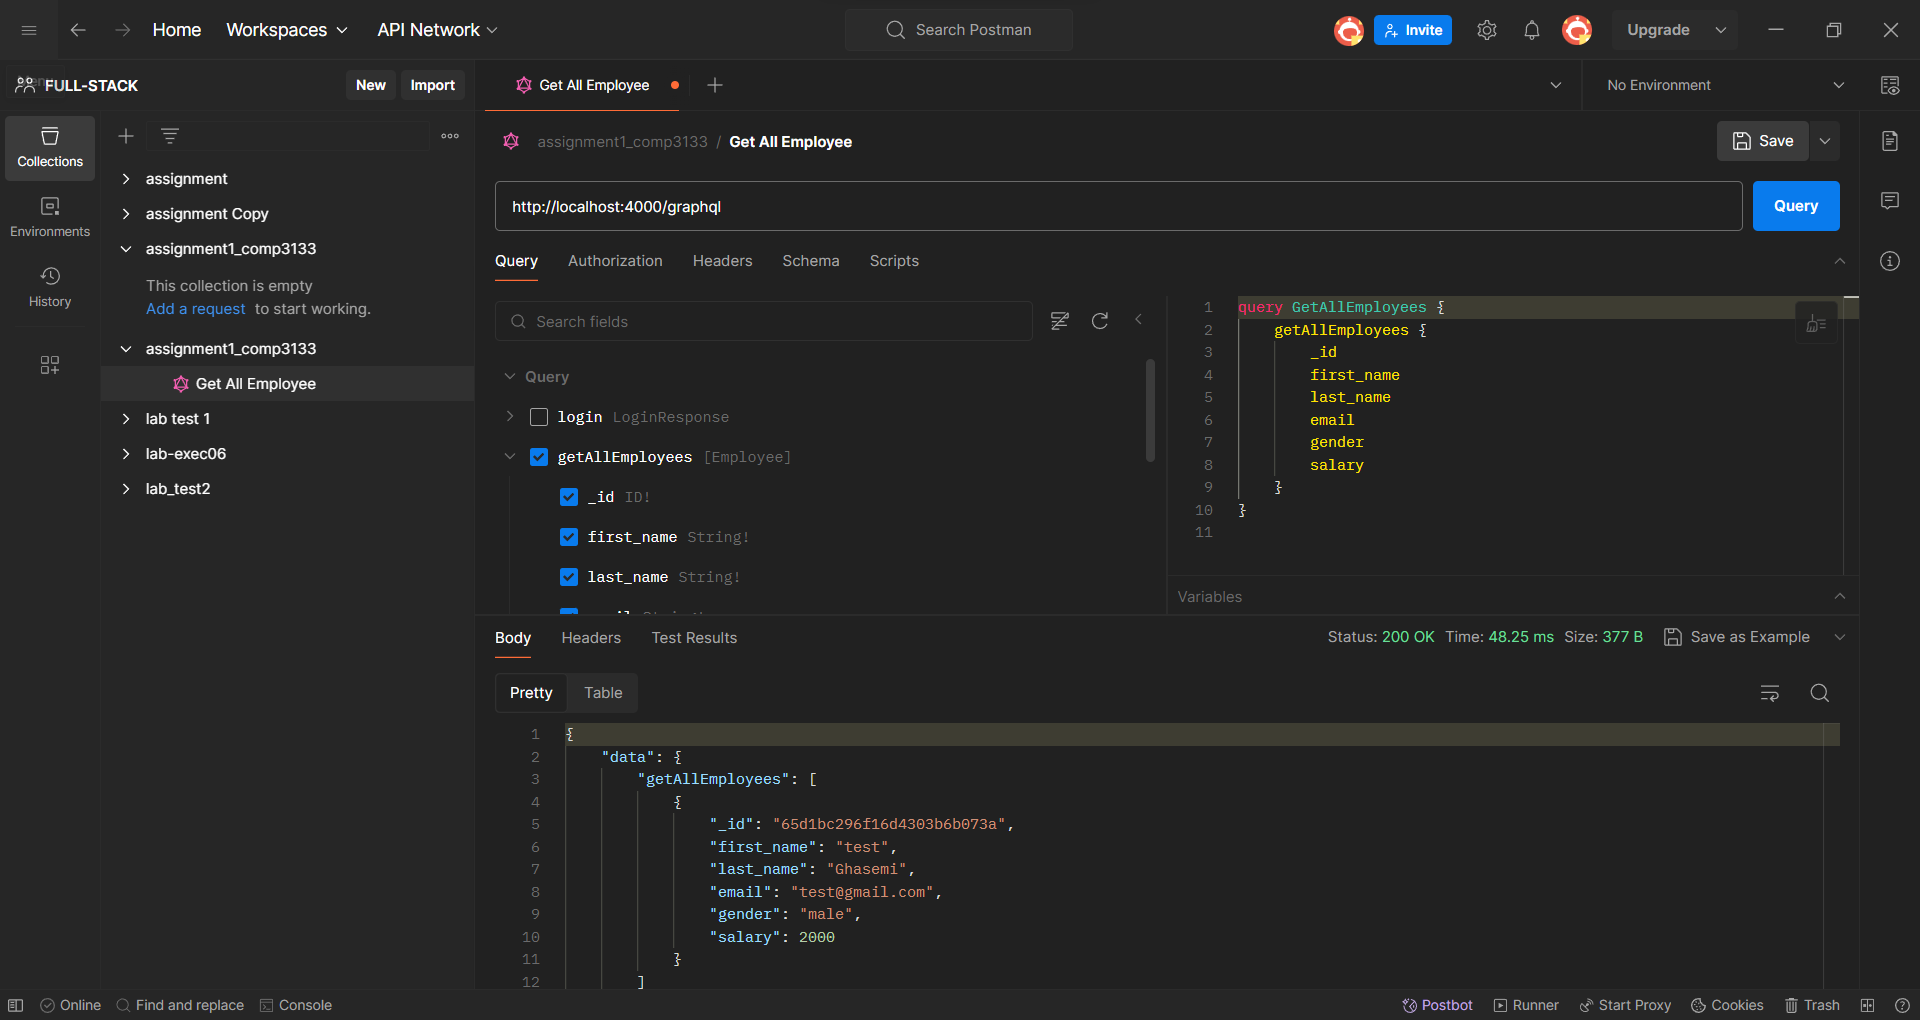 Home Workspaces API Network Search Postman Invite Upgrade
FULL-STACK New Import Get All Employee No Environment
Collections
Environments
History
assignment
assignment Copy
assignment1_comp3133
This collection is empty
Add a request to start working.
assignment1_comp3133
Get All Employee
lab test 1
lab-exec06
lab_test2
assignment1_comp3133 / Get All Employee Save
http://localhost:4000/graphql Query
Query Authorization Headers Schema Scripts
Search fields
Query
login LoginResponse
getAllEmployees [Employee]
_id ID!
first_name String!
last_name String!
1 query GetAllEmployees {
2 getAllEmployees {
3 _id
4 first_name
5 last_name
6 email
7 gender
8 salary
9 }
10 }
11
Variables
Body Headers Test Results Status: 200 OK Time: 48.25 ms Size: 377 B Save as Example
Pretty Table
1 {
2 "data": {
3 "getAllEmployees": [
4 {
5 "_id": "65d1bc296f16d4303b6b073a",
6 "first_name": "test",
7 "last_name": "Ghasemi",
8 "email": "test@gmail.com",
9 "gender": "male",
10 "salary": 2000
11 }
12 ]
Online Find and replace Console Postbot Runner Start Proxy Cookies Trash